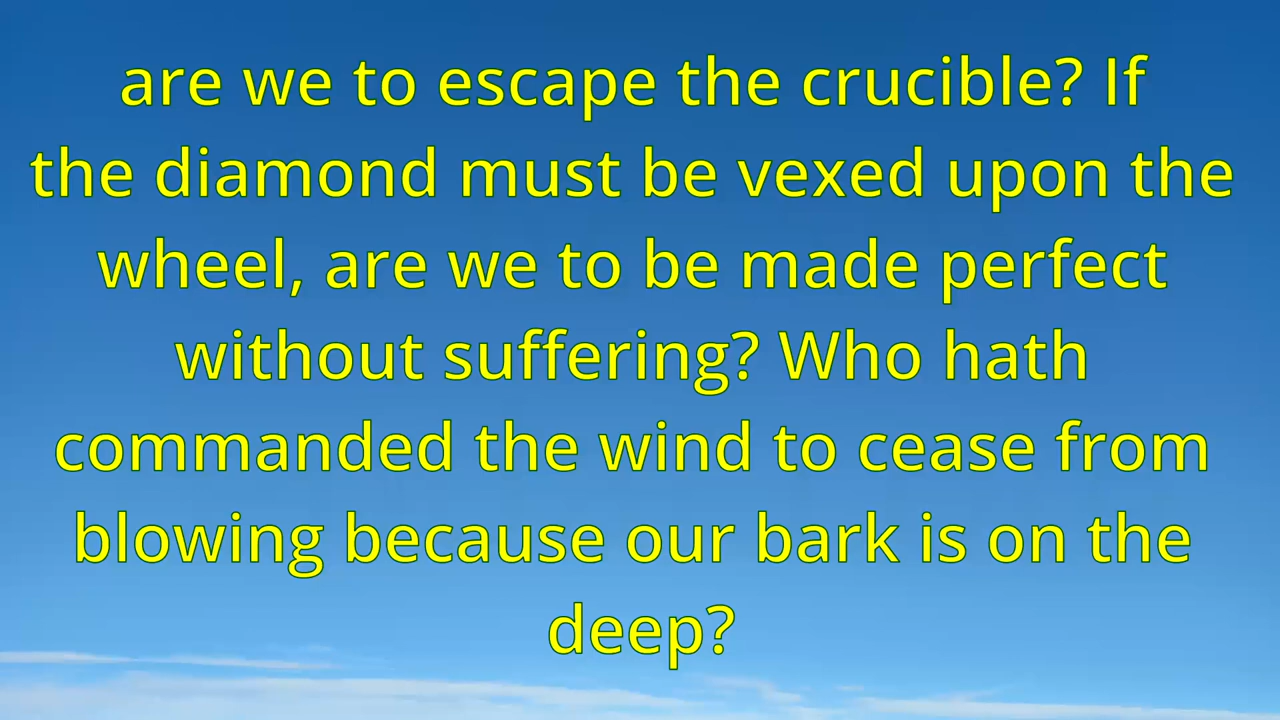 are we to escape the crucible? If
the diamond must be vexed upon the
wheel, are we to be made perfect
without suffering? Who hath
commanded the wind to cease from
blowing because our bark is on the
deep?